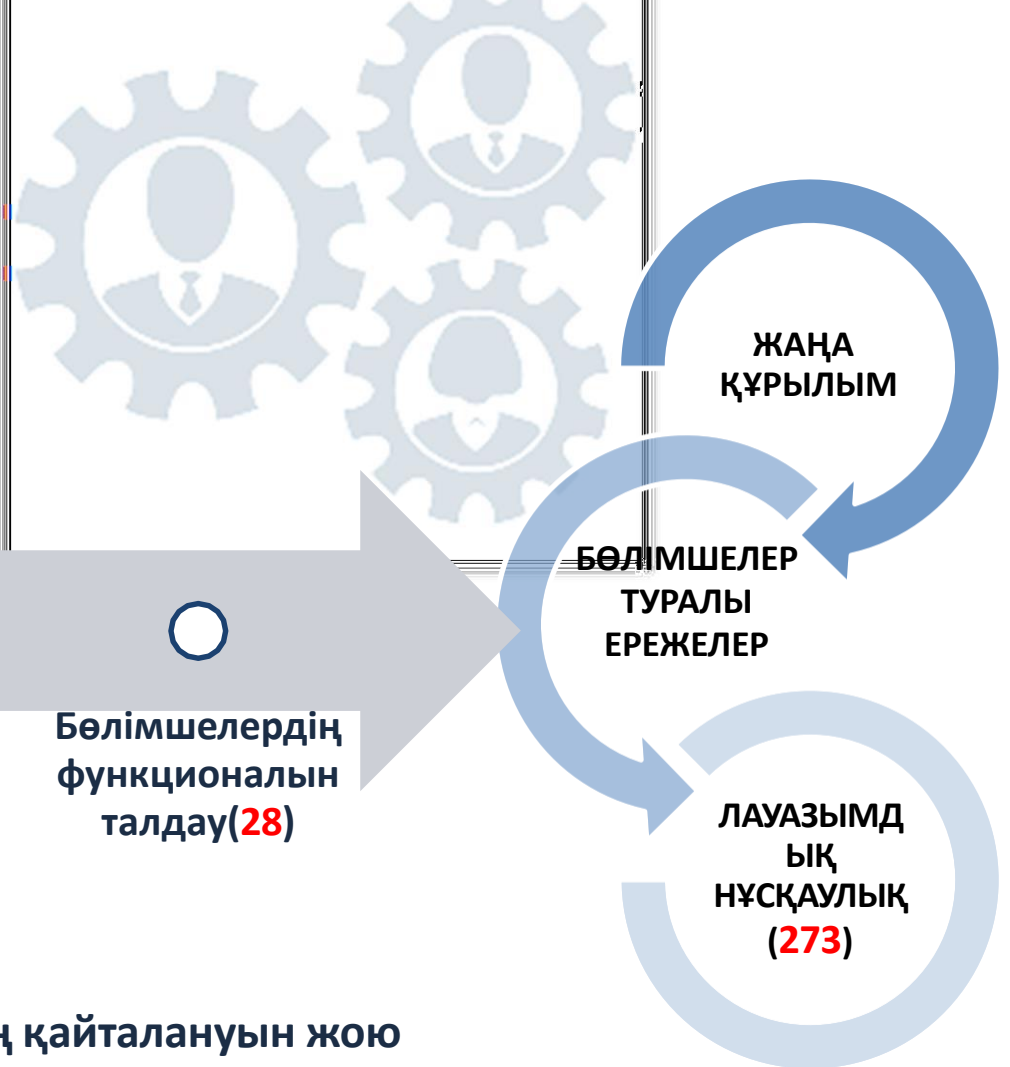 ЖАҢА
ҚҰРЫЛЫМ
БӨЛІМШЕЛЕР
ТУРАЛЫ
ЕРЕЖЕЛЕР
Бөлімшелердің
функционалын
талдау(28)
ЛАУАЗЫМД
ЫҚ
НҰСҚАУЛЫҚ
(273)
қайталануын жою